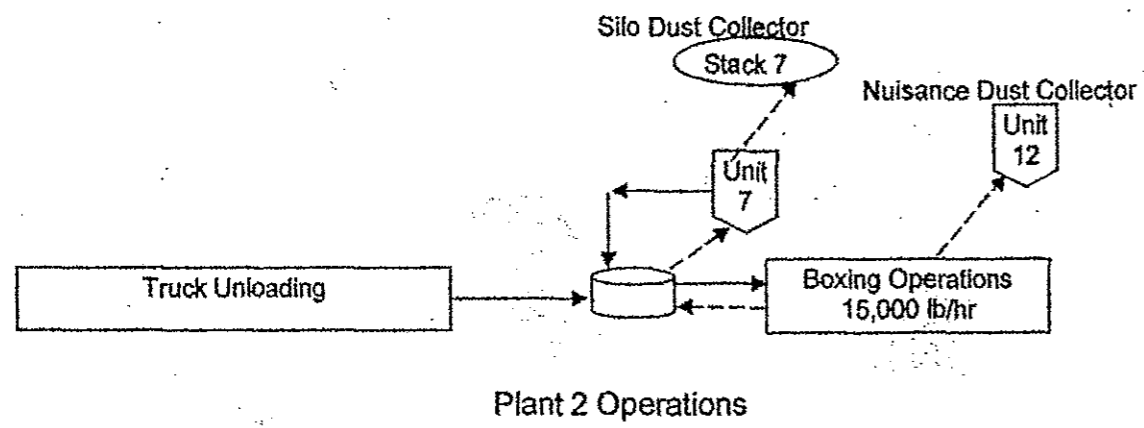 Silo Dust Collector
Stack 7
Nuisance Dust Collector
Unit
12
Unit
7
Truck Unloading
Boxing Operations
15,000 lb/hr
Plant 2 Operations